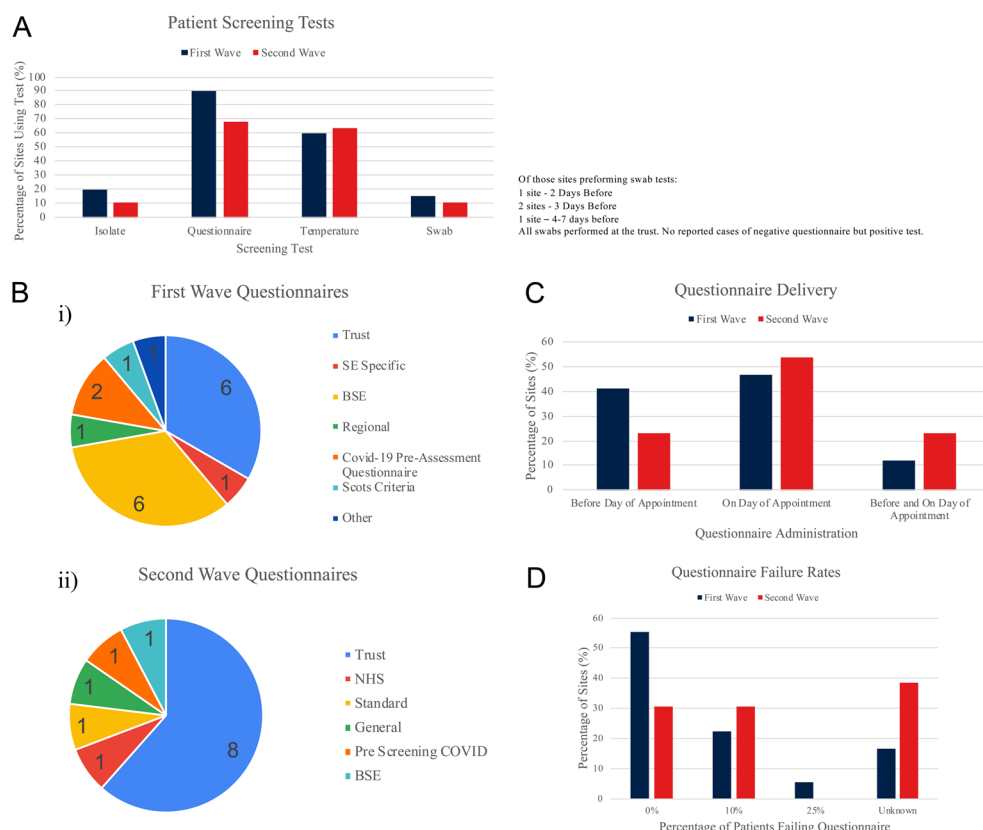 A
Patient Screening Tests
First Wave Second Wave
Percentage of Sites Using Test (%)
100
90
80
70
60
50
40
30
20
10
0
Isolate Questionnaire Temperature Swab
Screening Test
Of those sites preforming swab tests:
1 site - 2 Days Before
2 sites - 3 Days Before
1 site – 4-7 days before
All swabs performed at the trust. No reported cases of negative questionnaire but positive test.
B
First Wave Questionnaires
i)
1
1
2
6
1
1
6
Trust
SE Specific
BSE
Regional
Covid-19 Pre-Assessment
Questionnaire
Scots Criteria
Other
C
Questionnaire Delivery
First Wave Second Wave
Percentage of Sites (%)
60
50
40
30
20
10
0
Before Day of Appointment On Day of Appointment Before and On Day of
Appointment
Questionnaire Administration
ii)
Second Wave Questionnaires
1
1
1
1
1
8
Trust
NHS
Standard
General
Pre Screening COVID
BSE
D
Questionnaire Failure Rates
First Wave Second Wave
Percentage of Sites (%)
60
50
40
30
20
10
0
0% 10% 25% Unknown
Percentage of Patients Failing Questionnaire